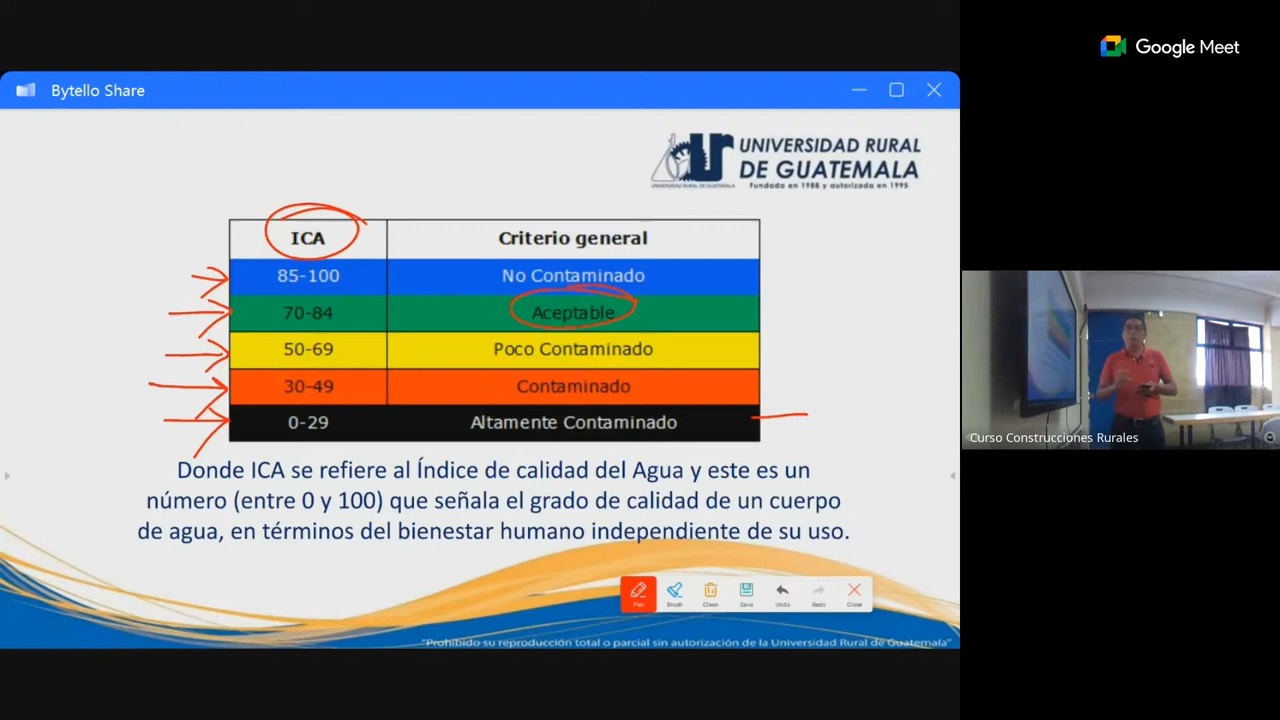 Google Meet
Bytello Share
UNIVERSIDAD RURAL
DE GUATEMALA
UNIVERSIDAD RURAL DE GUATEMALA
Fundada en 1988 y autorizada en 1995
ICA Criterio general
85-100 No Contaminado
70-84 Aceptable
50-69 Poco Contaminado
30-49 Contaminado
0-29 Altamente Contaminado
Donde ICA se refiere al Índice de calidad del Agua y este es un
número (entre 0 y 100) que señala el grado de calidad de un cuerpo
de agua, en términos del bienestar humano independiente de su uso.
Pen Brush Clear Save Undo Redo Close
"Prohibido su reproducción total o parcial sin autorización de la Universidad Rural de Guatemala"
Curso Construcciones Rurales